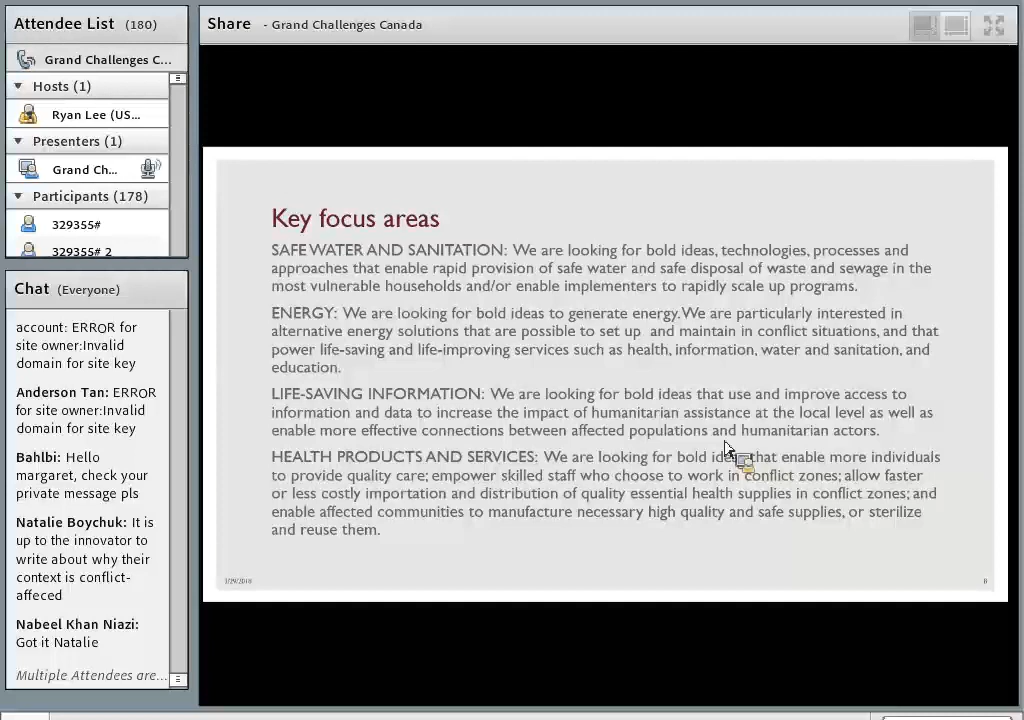 Attendee List (180)
Grand Challenges C...
Hosts (1)
Ryan Lee (US...
Presenters (1)
Grand Ch...
Participants (178)
329355#
329355# 2
Chat (Everyone)
account: ERROR for
site owner:Invalid
domain for site key
Anderson Tan: ERROR
for site owner:Invalid
domain for site key
Bahlbi: Hello
margaret, check your
private message pls
Natalie Boychuk: It is
up to the innovator to
write about why their
context is conflict-
affeced
Nabeel Khan Niazi:
Got it Natalie
Multiple Attendees are...
Share - Grand Challenges Canada
Key focus areas
SAFE WATER AND SANITATION: We are looking for bold ideas, technologies, processes and
approaches that enable rapid provision of safe water and safe disposal of waste and sewage in the
most vulnerable households and/or enable implementers to rapidly scale up programs.
ENERGY: We are looking for bold ideas to generate energy. We are particularly interested in
alternative energy solutions that are possible to set up and maintain in conflict situations, and that
power life-saving and life-improving services such as health, information, water and sanitation, and
education.
LIFE-SAVING INFORMATION: We are looking for bold ideas that use and improve access to
information and data to increase the impact of humanitarian assistance at the local level as well as
enable more effective connections between affected populations and humanitarian actors.
HEALTH PRODUCTS AND SERVICES: We are looking for bold ideas that enable more individuals
to provide quality care; empower skilled staff who choose to work in conflict zones; allow faster
or less costly importation and distribution of quality essential health supplies in conflict zones; and
enable affected communities to manufacture necessary high quality and safe supplies, or sterilize
and reuse them.